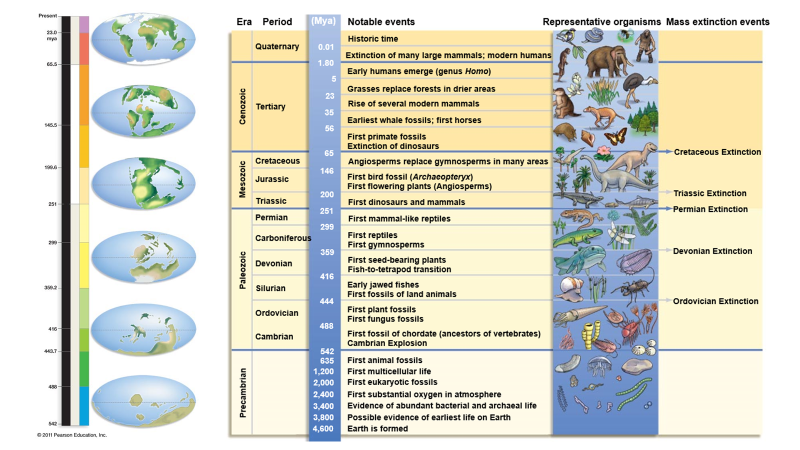 Present
23.0
mya
65.5
145.5
199.6
251
299
359.2
416
443.7
488
542
© 2011 Pearson Education, Inc.
Era Period (Mya) Notable events Representative organisms Mass extinction events
Quaternary
Historic time
0.01
Extinction of many large mammals; modern humans
1.80
Cenozoic
Tertiary
Early humans emerge (genus Homo)
5
Grasses replace forests in drier areas
23
Rise of several modern mammals
35
Earliest whale fossils; first horses
56
First primate fossils
Extinction of dinosaurs
65
Cretaceous Extinction
Mesozoic
Cretaceous
Angiosperms replace gymnosperms in many areas
146
Jurassic
First bird fossil (Archaeopteryx)
First flowering plants (Angiosperms)
200
Triassic Extinction
Triassic
First dinosaurs and mammals
251
Permian Extinction
Paleozoic
Permian
First mammal-like reptiles
299
Carboniferous
First reptiles
First gymnosperms
359
Devonian Extinction
Devonian
First seed-bearing plants
Fish-to-tetrapod transition
416
Silurian
Early jawed fishes
First fossils of land animals
444
Ordovician Extinction
Ordovician
First plant fossils
First fungus fossils
488
Cambrian
First fossil of chordate (ancestors of vertebrates)
Cambrian Explosion
542
Precambrian
635 First animal fossils
1,200 First multicellular life
2,000 First eukaryotic fossils
2,400 First substantial oxygen in atmosphere
3,400 Evidence of abundant bacterial and archaeal life
3,800 Possible evidence of earliest life on Earth
4,600 Earth is formed